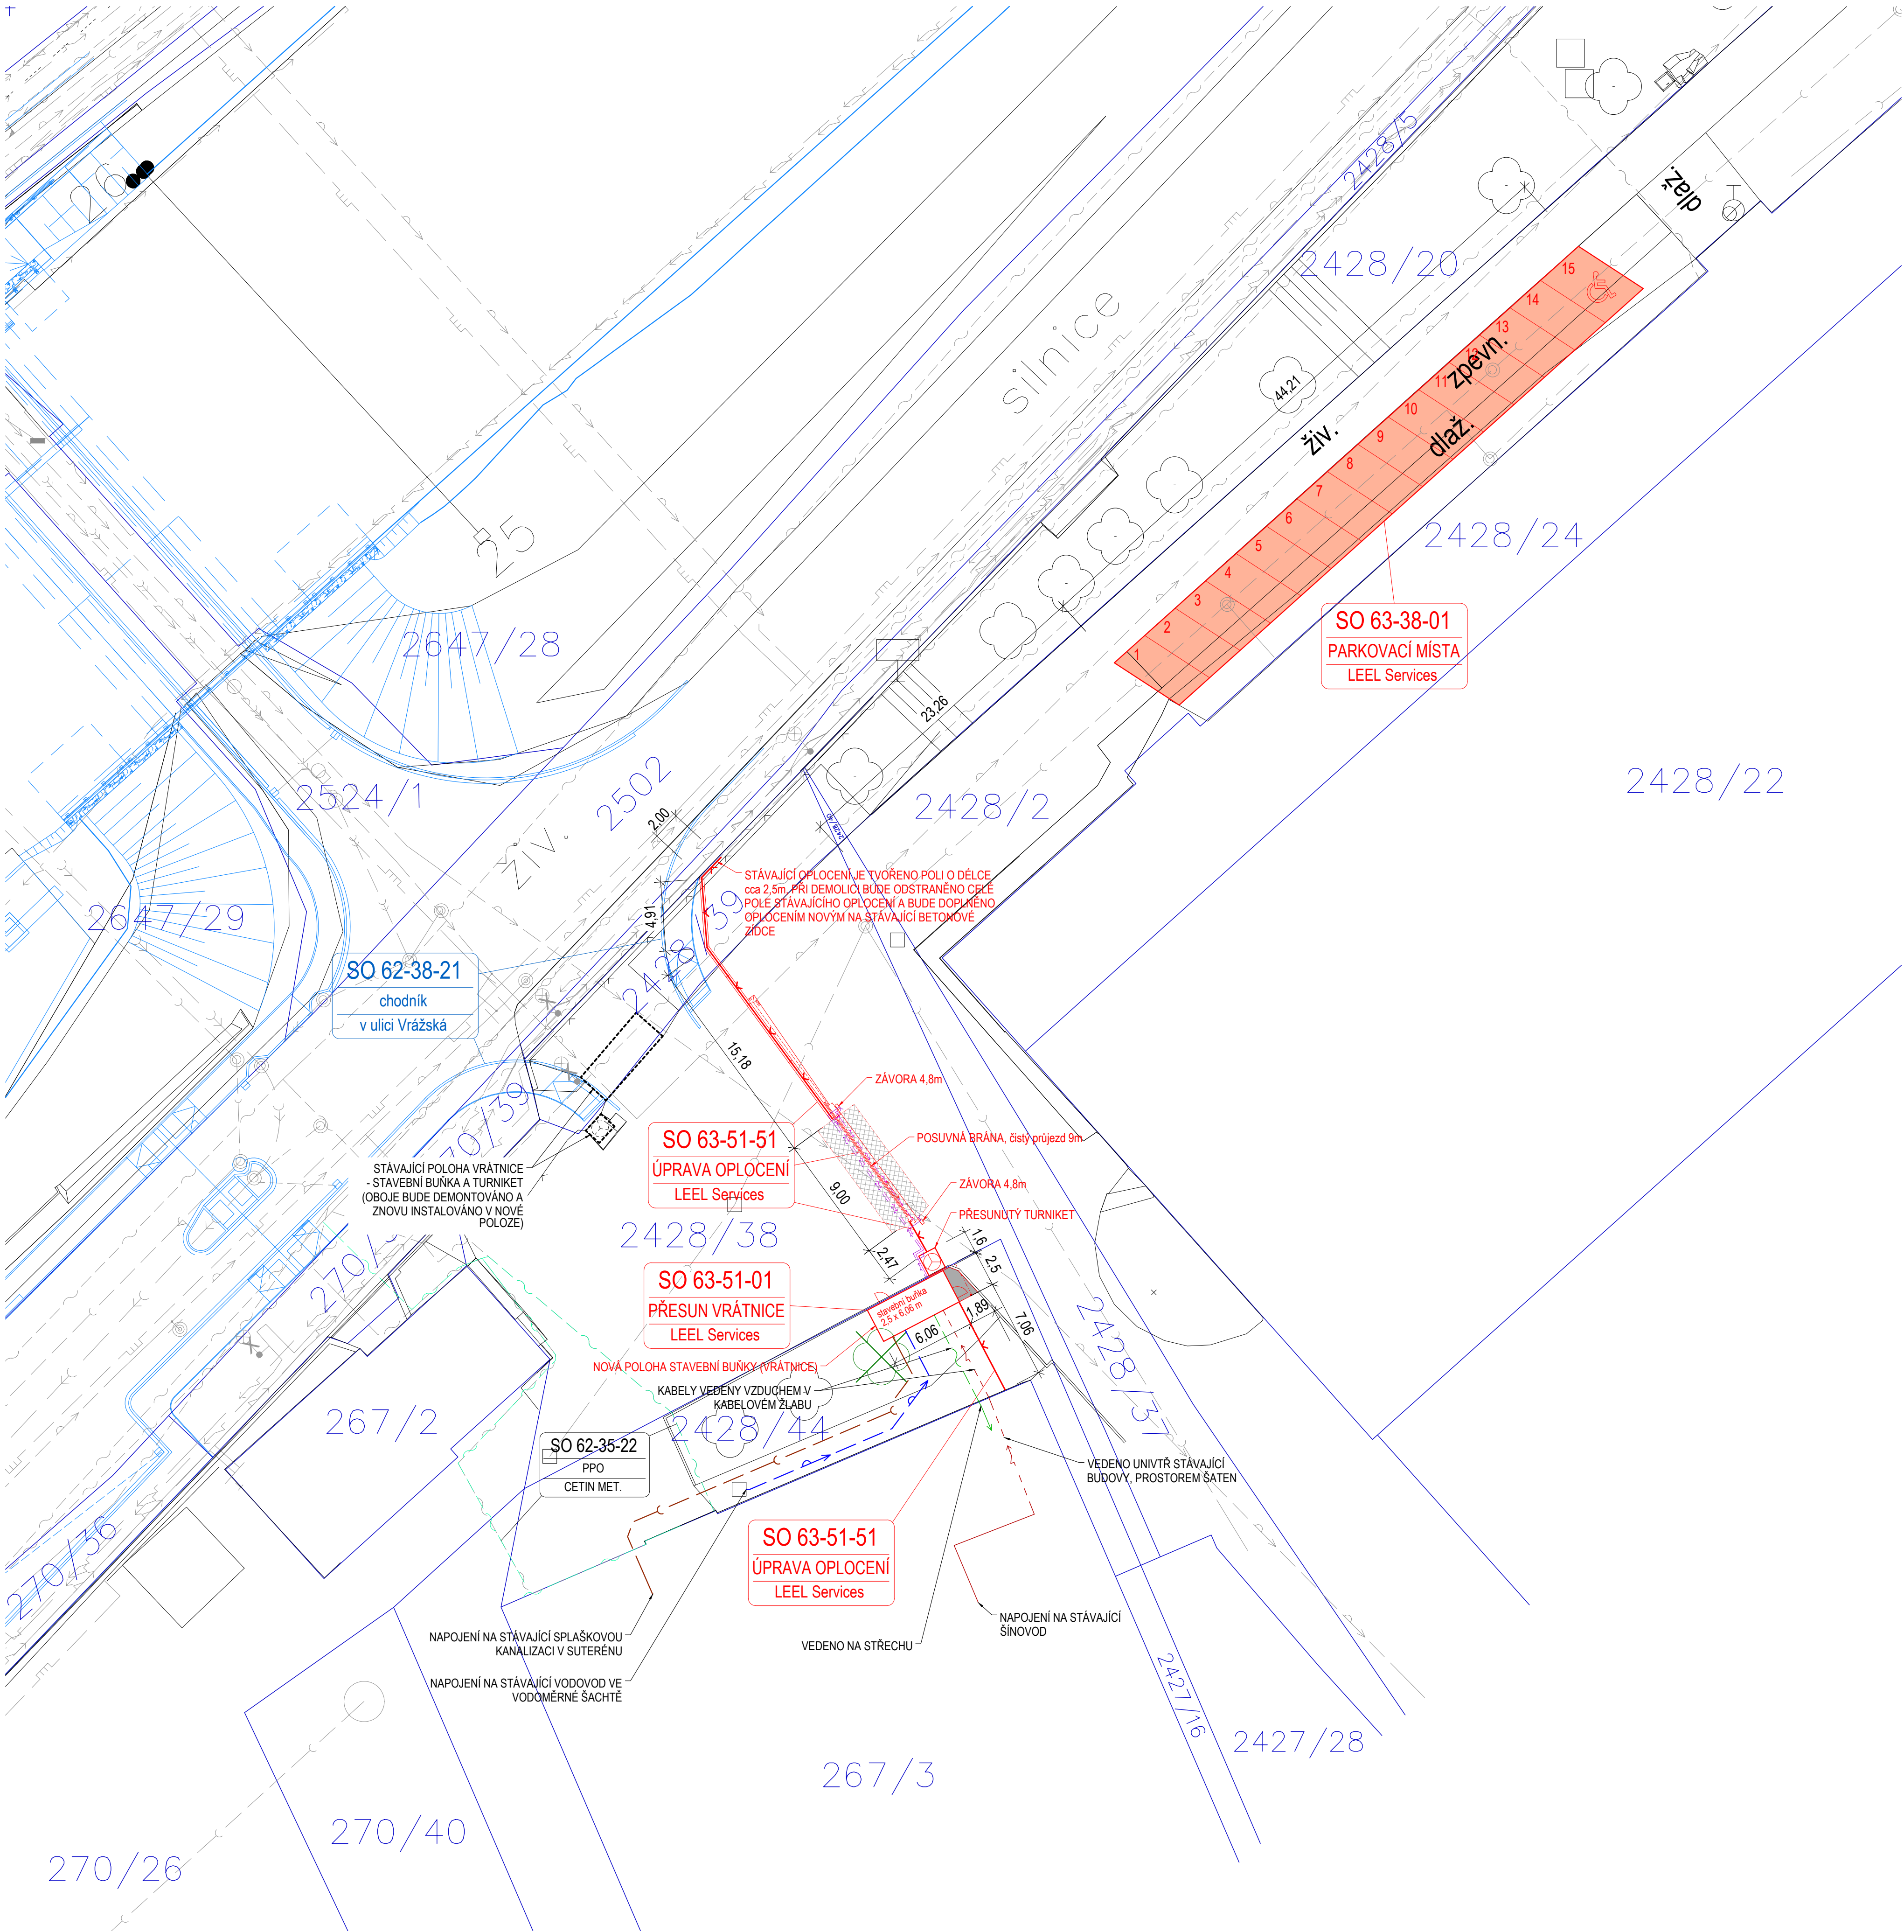 26
25
silnice
2428/5
2428/20
dlaž.
15
14
13
12
11
10
9
8
7
6
5
4
3
2
1
zpevn.
dlaž.
živ.
44,21
2428/24
SO 63-38-01
PARKOVACÍ MÍSTA
LEEL Services
2647/28
23,26
2524/1
2502
živ.
2,00
2428/2
2428/40
2428/22
STÁVAJÍCÍ OPLOCENÍ JE TVOŘENO POLI O DÉLCE
cca 2,5m. PŘI DEMOLICI BUDE ODSTRANĚNO CELÉ
POLE STÁVAJÍCÍHO OPLOCENÍ A BUDE DOPLNĚNO
OPLOCENÍM NOVÝM NA STÁVAJÍCÍ BETONOVÉ
ZÍDCE
2647/29
4,91
2428/39
SO 62-38-21
chodník
v ulici Vrážská
15,18
ZÁVORA 4,8m
SO 63-51-51
ÚPRAVA OPLOCENÍ
LEEL Services
POSUVNÁ BRÁNA, čistý průjezd 9m
270/39
STÁVAJÍCÍ POLOHA VRÁTNICE
- STAVEBNÍ BUŇKA A TURNIKET
(OBOJE BUDE DEMONTOVÁNO A
ZNOVU INSTALOVÁNO V NOVÉ
POLOZE)
9,00
ZÁVORA 4,8m
PŘESUNUTÝ TURNIKET
2428/38
2,47
1,6
2,5
SO 63-51-01
PŘESUN VRÁTNICE
LEEL Services
stavební buňka
2,5 x 6,06 m
1,89
7,06
6,06
2428/37
NOVÁ POLOHA STAVEBNÍ BUŇKY (VRÁTNICE)
KABELY VEDENY VZDUCHEM V
KABELOVÉM ŽLABU
267/2
2428/44
SO 62-35-22
PPO
CETIN MET.
VEDENO UNIVTŘ STÁVAJÍCÍ
BUDOVY, PROSTOREM ŠATEN
SO 63-51-51
ÚPRAVA OPLOCENÍ
LEEL Services
270/36
NAPOJENÍ NA STÁVAJÍCÍ
ŠÍNOVOD
NAPOJENÍ NA STÁVAJÍCÍ SPLAŠKOVOU
KANALIZACI V SUTERÉNU
VEDENO NA STŘECHU
NAPOJENÍ NA STÁVAJÍCÍ VODOVOD VE
VODOMĚRNÉ ŠACHTĚ
2427/16
2427/28
267/3
270/40
270/26